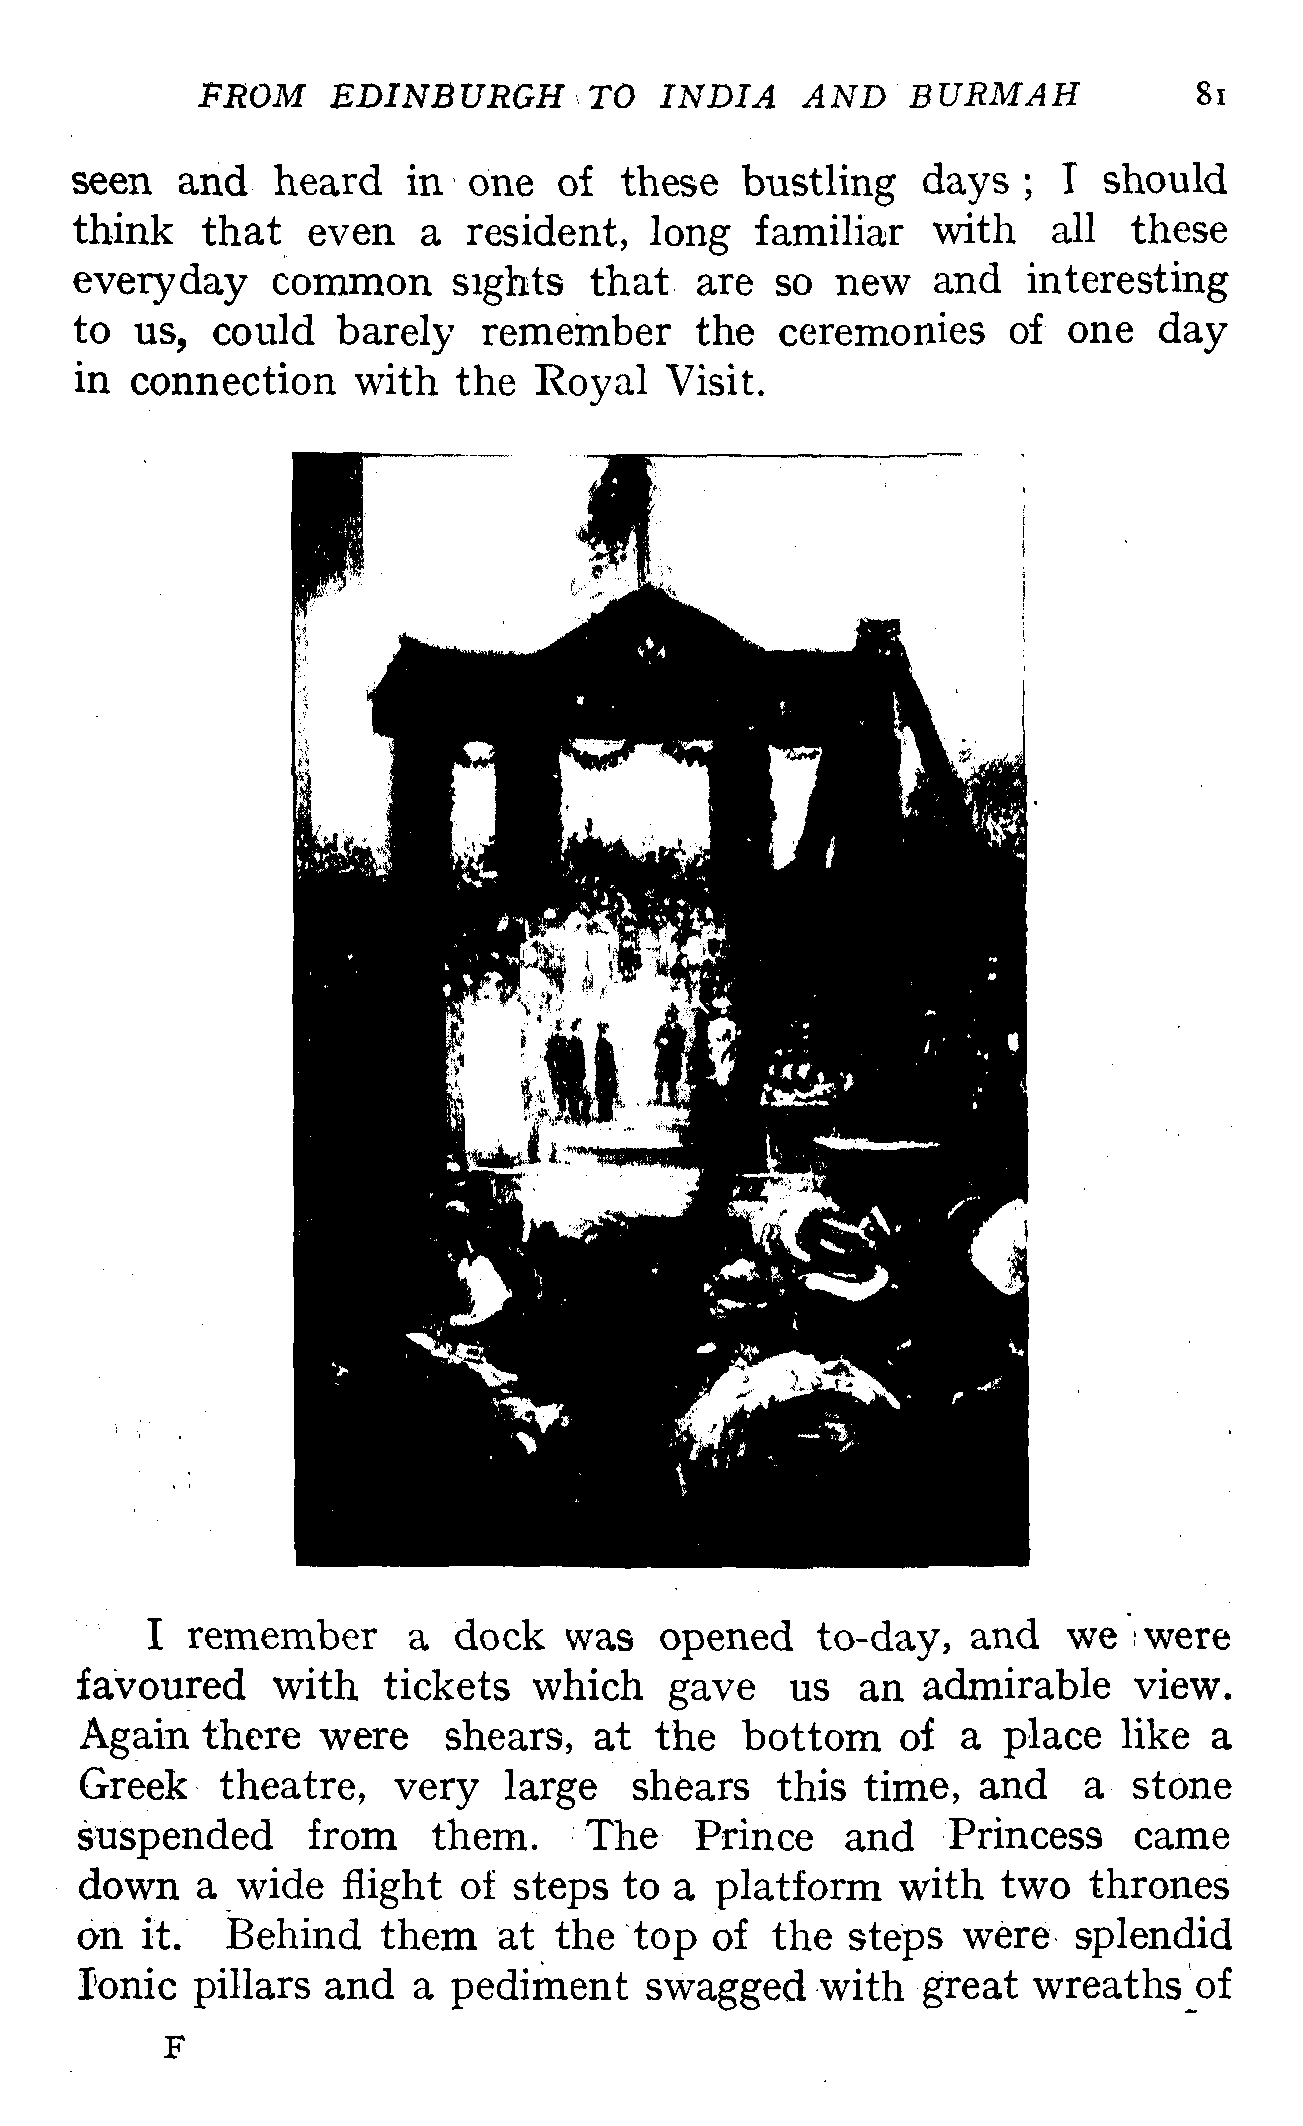 FROM EDINBURGH TO INDIA AND BURMAH 81
seen and heard in one of these bustling days ; I should
think that even a resident, long familiar with all these
everyday common sights that are so new and interesting
to us, could barely remember the ceremonies of one day
in connection with the Royal Visit.
I remember a dock was opened to-day, and we were
favoured with tickets which gave us an admirable view.
Again there were shears, at the bottom of a place like a
Greek theatre, very large shears this time, and a stone
suspended from them. The Prince and Princess came
down a wide flight of steps to a platform with two thrones
on it. Behind them at the top of the steps were splendid
Ionic pillars and a pediment swagged with great wreaths of
F